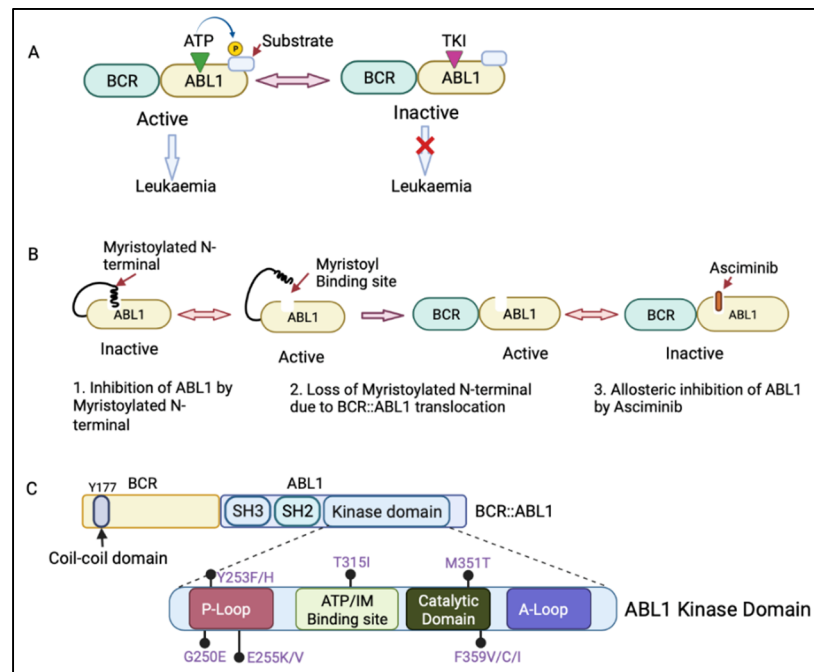 A
ATP
P
Substrate
BCR
ABL1
Active
Leukaemia
TKI
BCR
ABL1
Inactive
Leukaemia
B
Myristoylated N-
terminal
ABL1
Inactive
Myristoyl
Binding site
ABL1
Active
BCR
ABL1
Active
Asciminib
BCR
ABL1
Inactive
1. Inhibition of ABL1 by
Myristoylated N-
terminal
2. Loss of Myristoylated N-terminal
due to BCR::ABL1 translocation
3. Allosteric inhibition of ABL1
by Asciminib
C
Y177
BCR
ABL1
SH3
SH2
Kinase domain
BCR::ABL1
Coil-coil domain
Y253F/H
T315I
M351T
P-Loop
ATP/IM
Binding site
Catalytic
Domain
A-Loop
ABL1 Kinase Domain
G250E
E255K/V
F359V/C/I